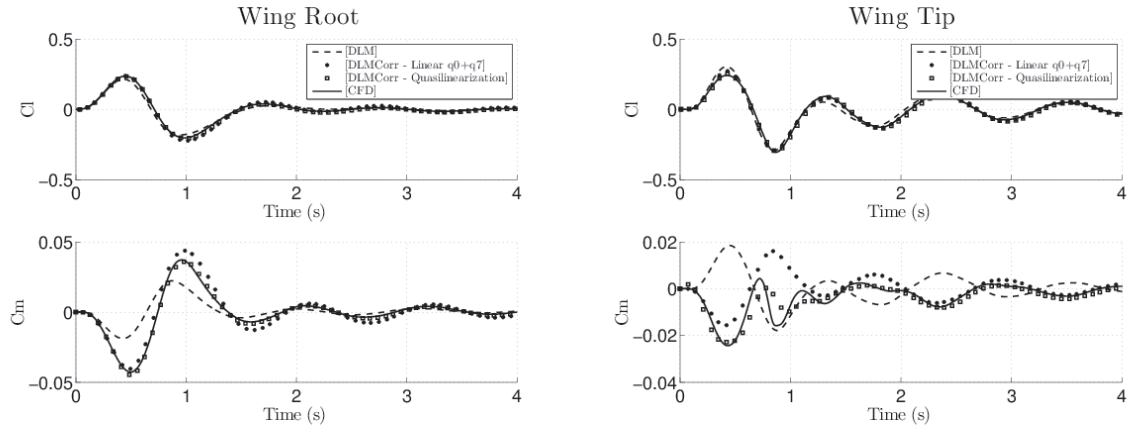 Wing Root
0.5
0
−0.5
Cl
[DLM]
[DLMCorr - Linear q0+q7]
[DLMCorr - Quasilinearization]
[CFD]
0 1 2 3 4
Time (s)
0.05
0
−0.05
Cm
0 1 2 3 4
Time (s)
Wing Tip
0.5
0
−0.5
Cl
[DLM]
[DLMCorr - Linear q0+q7]
[DLMCorr - Quasilinearization]
[CFD]
0 1 2 3 4
Time (s)
0.02
0
−0.02
−0.04
Cm
0 1 2 3 4
Time (s)